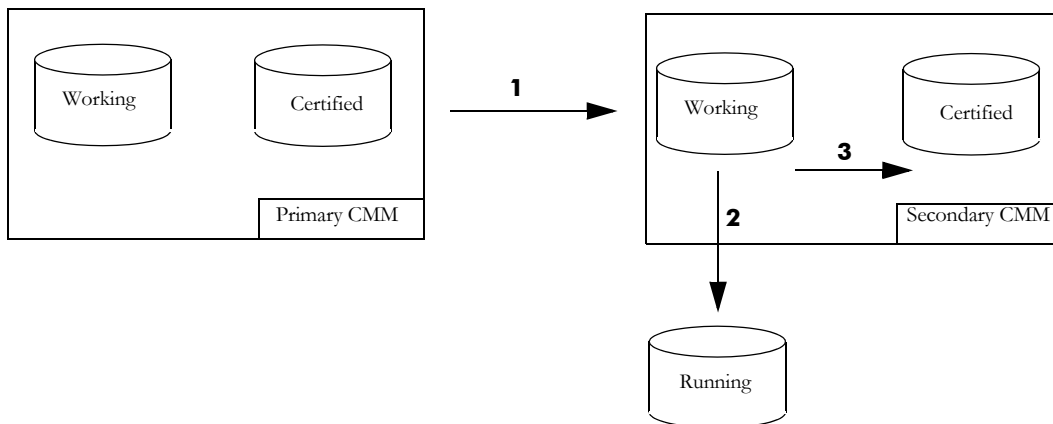 Working
Certified
Primary CMM
1
Working
Certified
3
2
Secondary CMM
Running